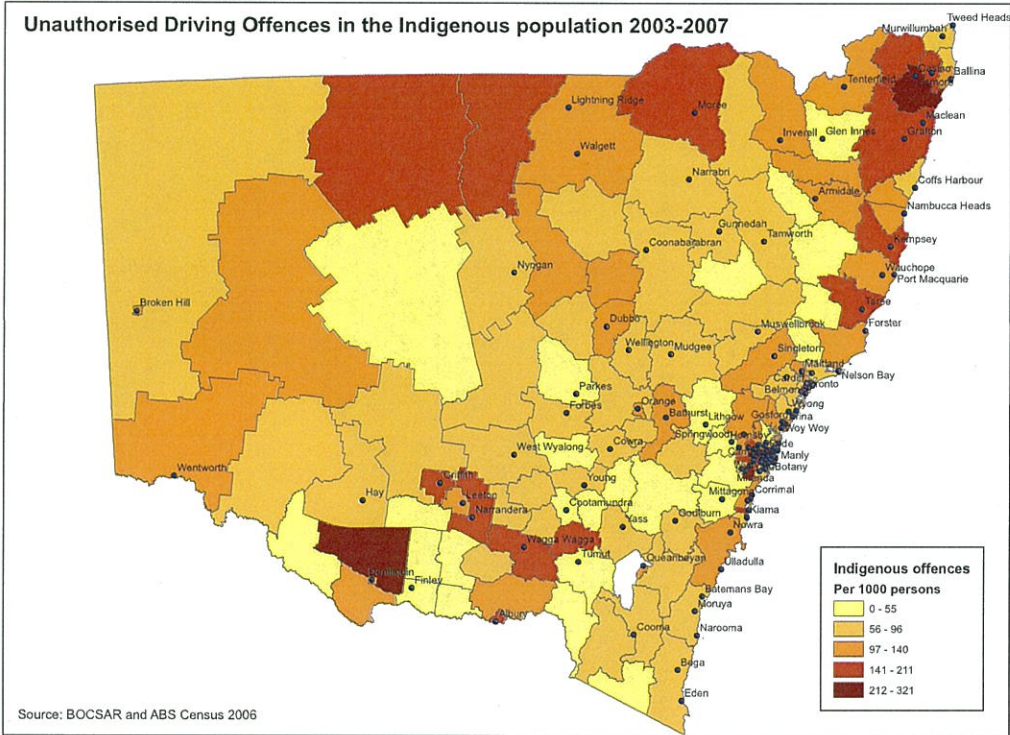 Unauthorised Driving Offences in the Indigenous population 2003-2007
Tweed Heads
Murwillumbah
Casino
Ballina
Lismore
Tenterfield
Lightning Ridge
Moree
Maclean
Inverell
Glen Innes
Grafton
Walgett
Narrabri
Coffs Harbour
Armidale
Nambucca Heads
Gunnedah
Tamworth
Coonabarabran
Kempsey
Nyngan
Wauchope
Port Macquarie
Broken Hill
Taree
Dubbo
Muswellbrook
Forster
Wellington
Mudgee
Singleton
Maitland
Nelson Bay
Toronto
Belmont
Parkes
Orange
Forbes
Bathurst
Lithgow
Gosford
Wyong
Woy Woy
Springwood
Hornsby
Ryde
Cowra
West Wyalong
Manly
Botany
Miranda
Wentworth
Griffith
Young
Hay
Leeton
Cootamundra
Mittagong
Corrimal
Narrandera
Goulburn
Kiama
Yass
Nowra
Wagga Wagga
Queanbeyan
Ulladulla
Tumut
Deniliquin
Finley
Batemans Bay
Moruya
Albury
Cooma
Narooma
Bega
Eden
Indigenous offences
Per 1000 persons
0 - 55
56 - 96
97 - 140
141 - 211
212 - 321
Source: BOCSAR and ABS Census 2006